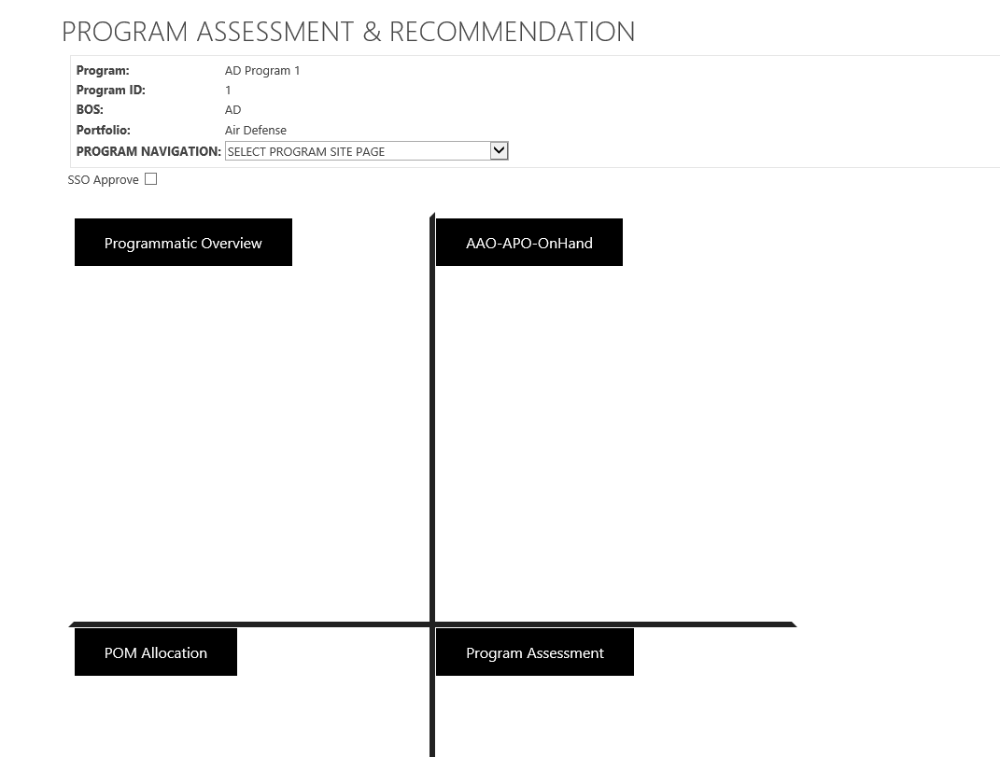 PROGRAM ASSESSMENT & RECOMMENDATION
Program: AD Program 1
Program ID: 1
BOS: AD
Portfolio: Air Defense
PROGRAM NAVIGATION: SELECT PROGRAM SITE PAGE
SSO Approve
Programmatic Overview
AAO-APO-OnHand
POM Allocation
Program Assessment